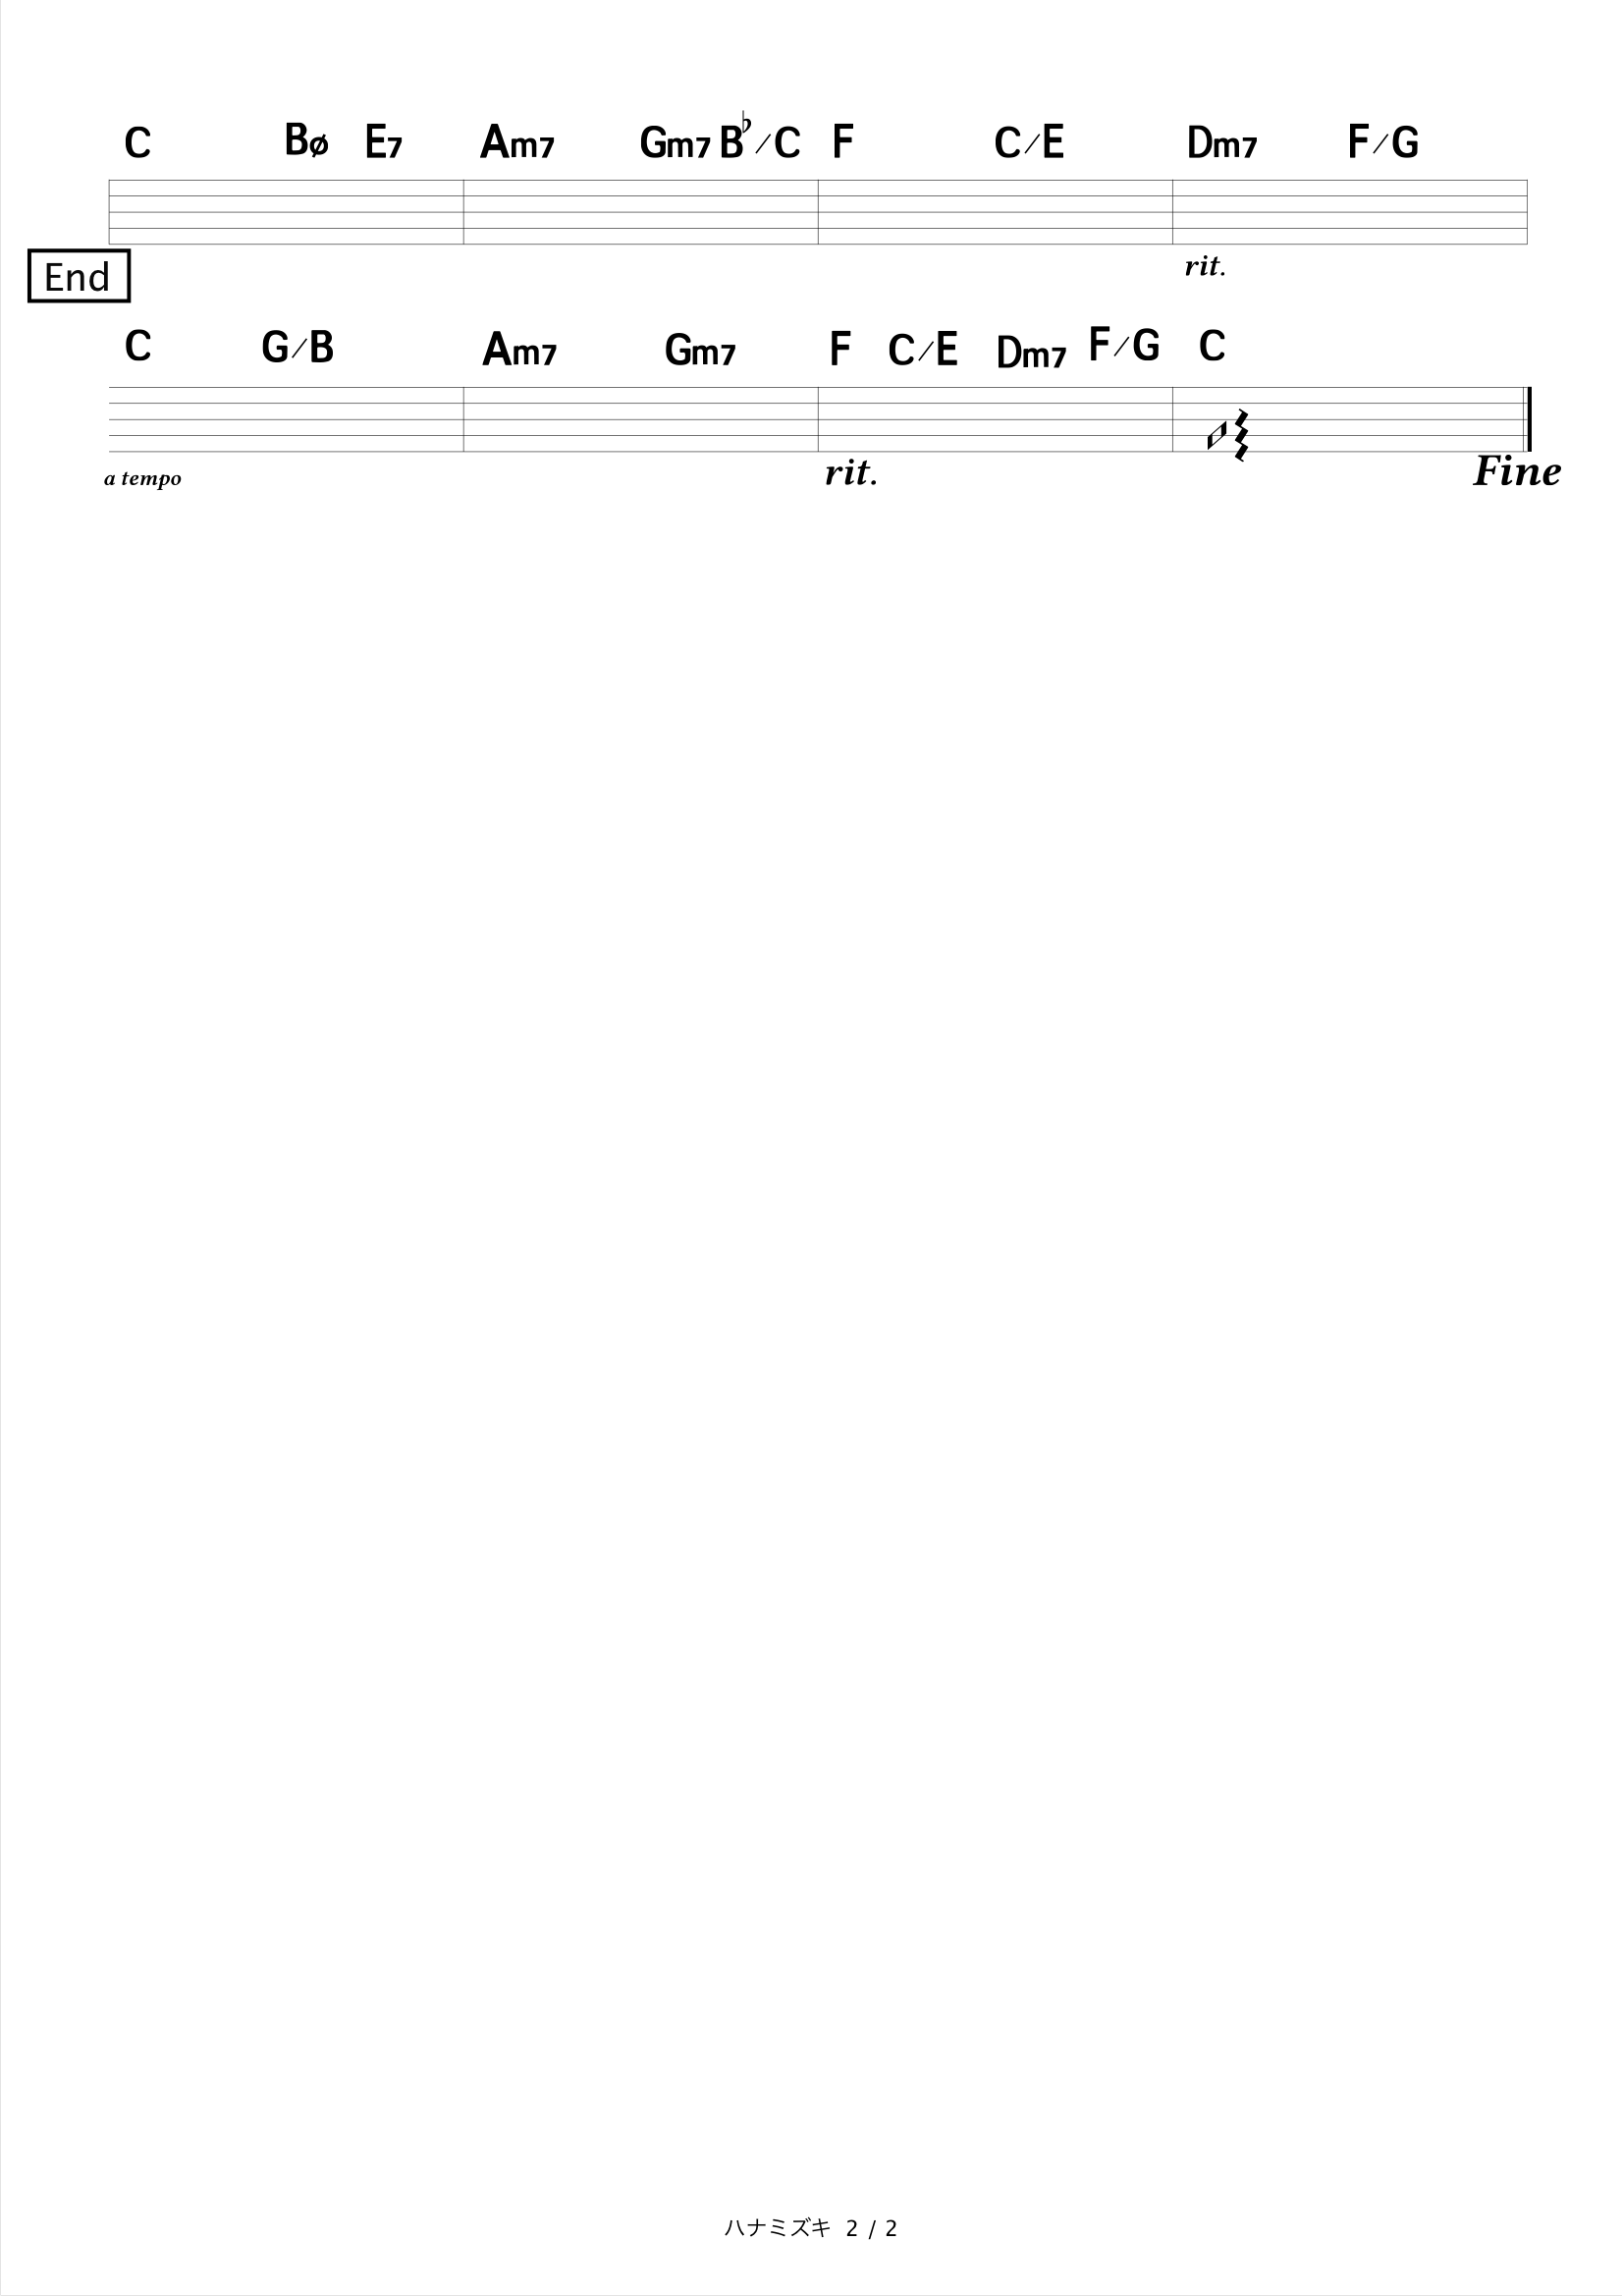 C Bø E7 Am7 Gm7 B♭/C F C/E Dm7 F/G
rit.
End
C G/B Am7 Gm7 F C/E Dm7 F/G C
a tempo rit. Fine
ハナミズキ 2 / 2